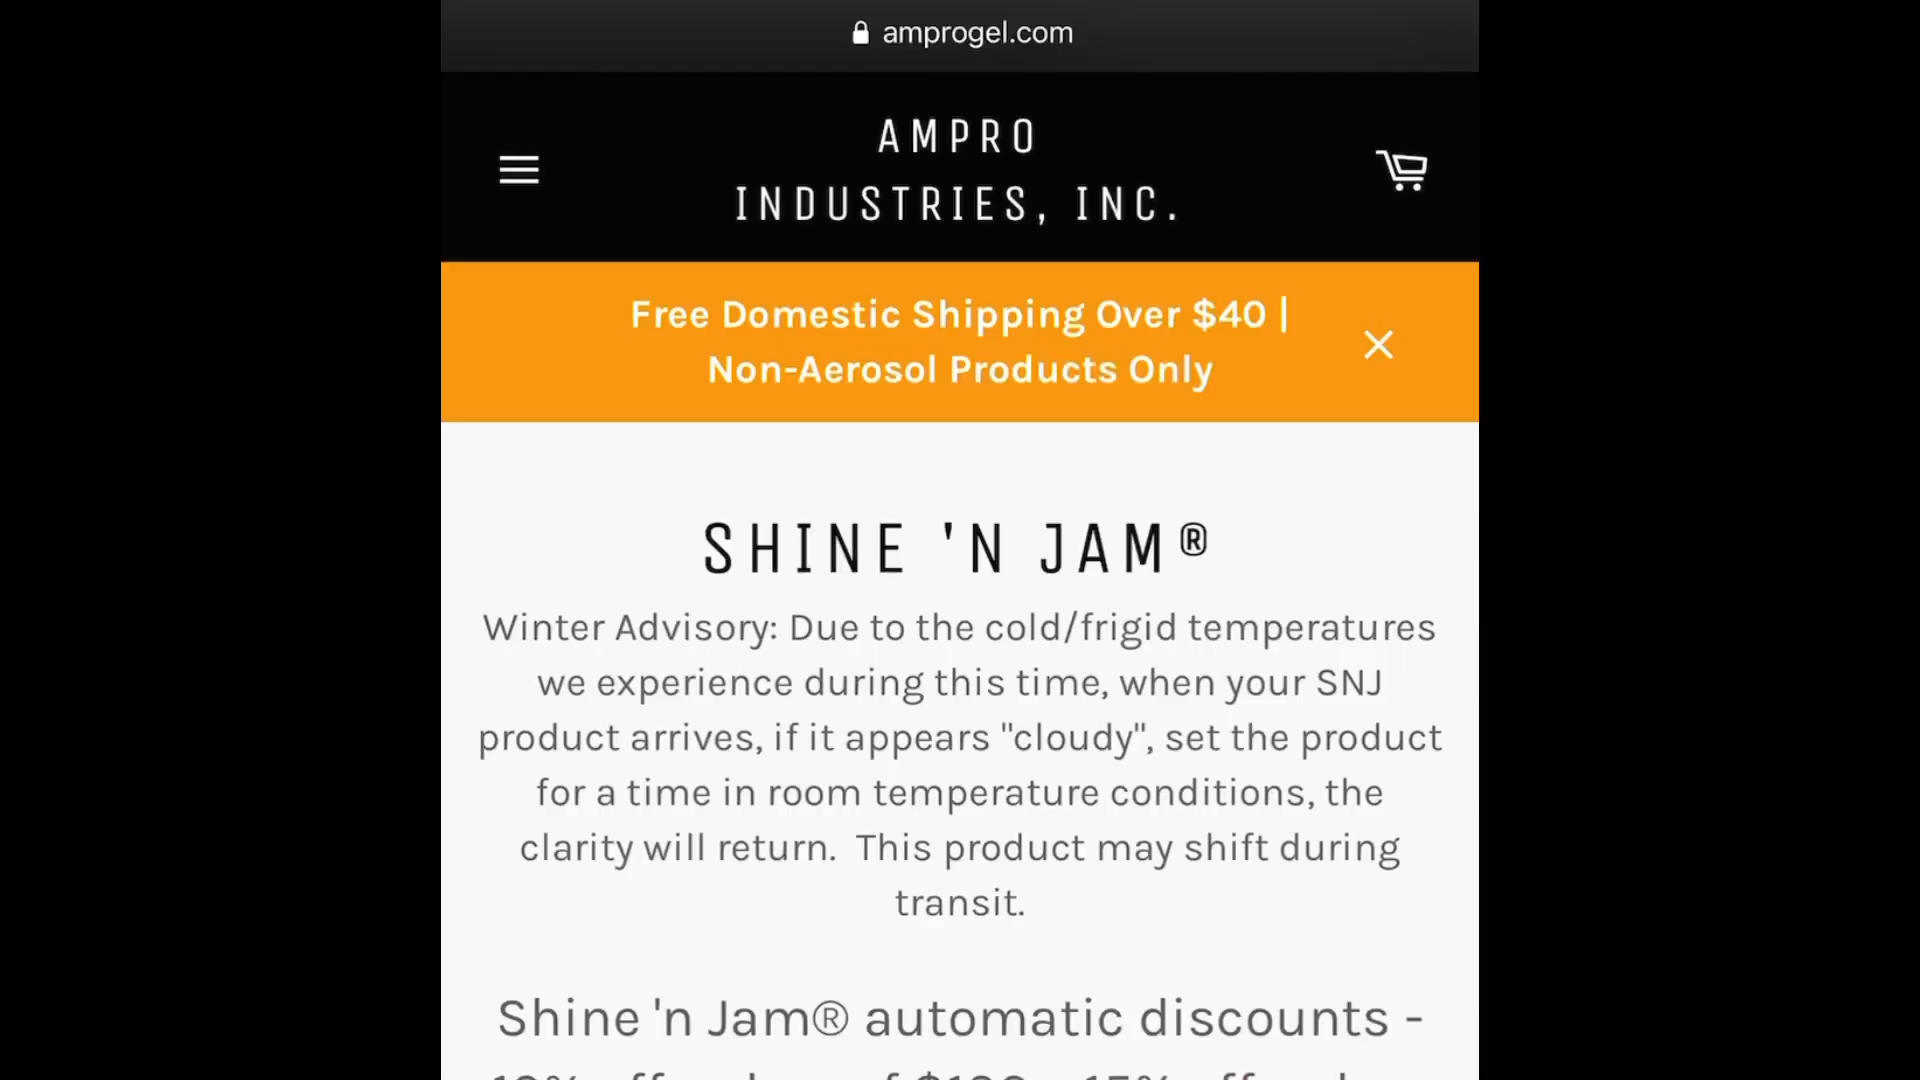 amprogel.com
AMPRO
INDUSTRIES, INC.
Free Domestic Shipping Over $40 |
Non-Aerosol Products Only
SHINE 'N JAM®
Winter Advisory: Due to the cold/frigid temperatures
we experience during this time, when your SNJ
product arrives, if it appears "cloudy", set the product
for a time in room temperature conditions, the
clarity will return. This product may shift during
transit.
Shine 'n Jam® automatic discounts -